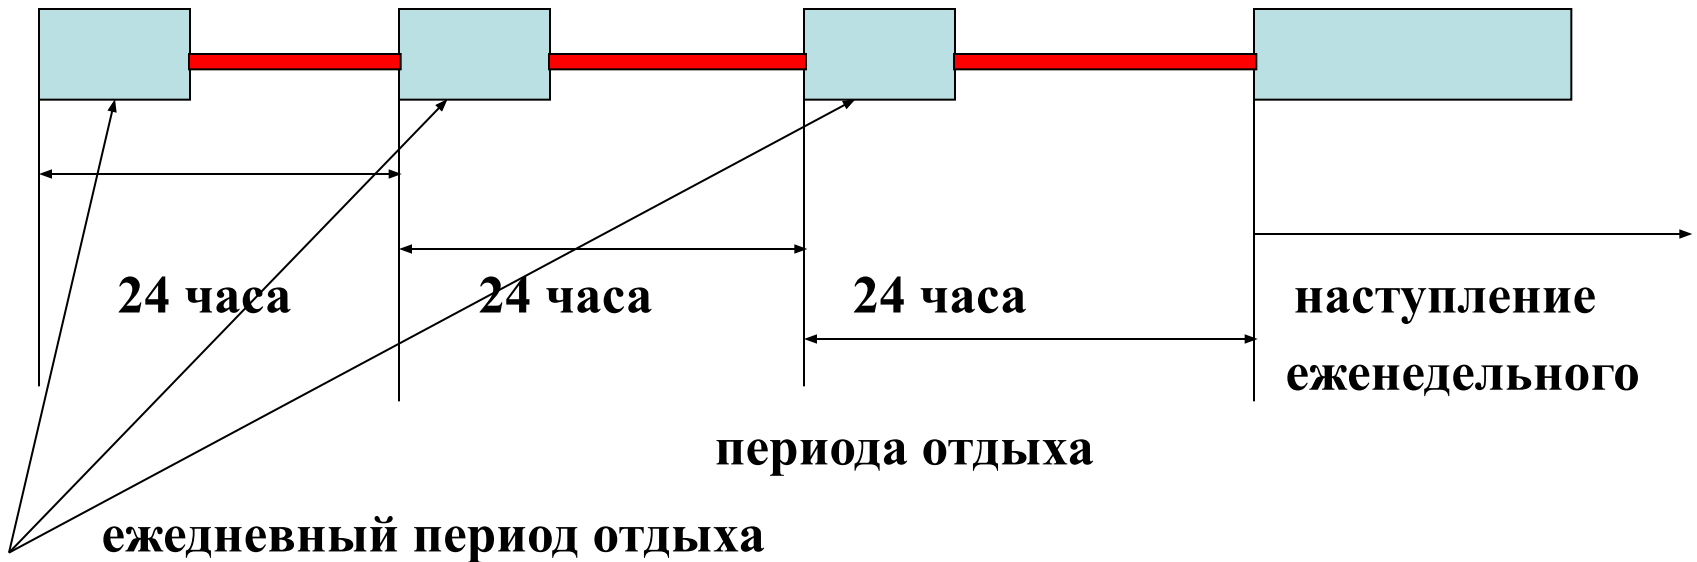 24 часа 24 часа 24 часа наступление
еженедельного
периода отдыха
ежедневный период отдыха